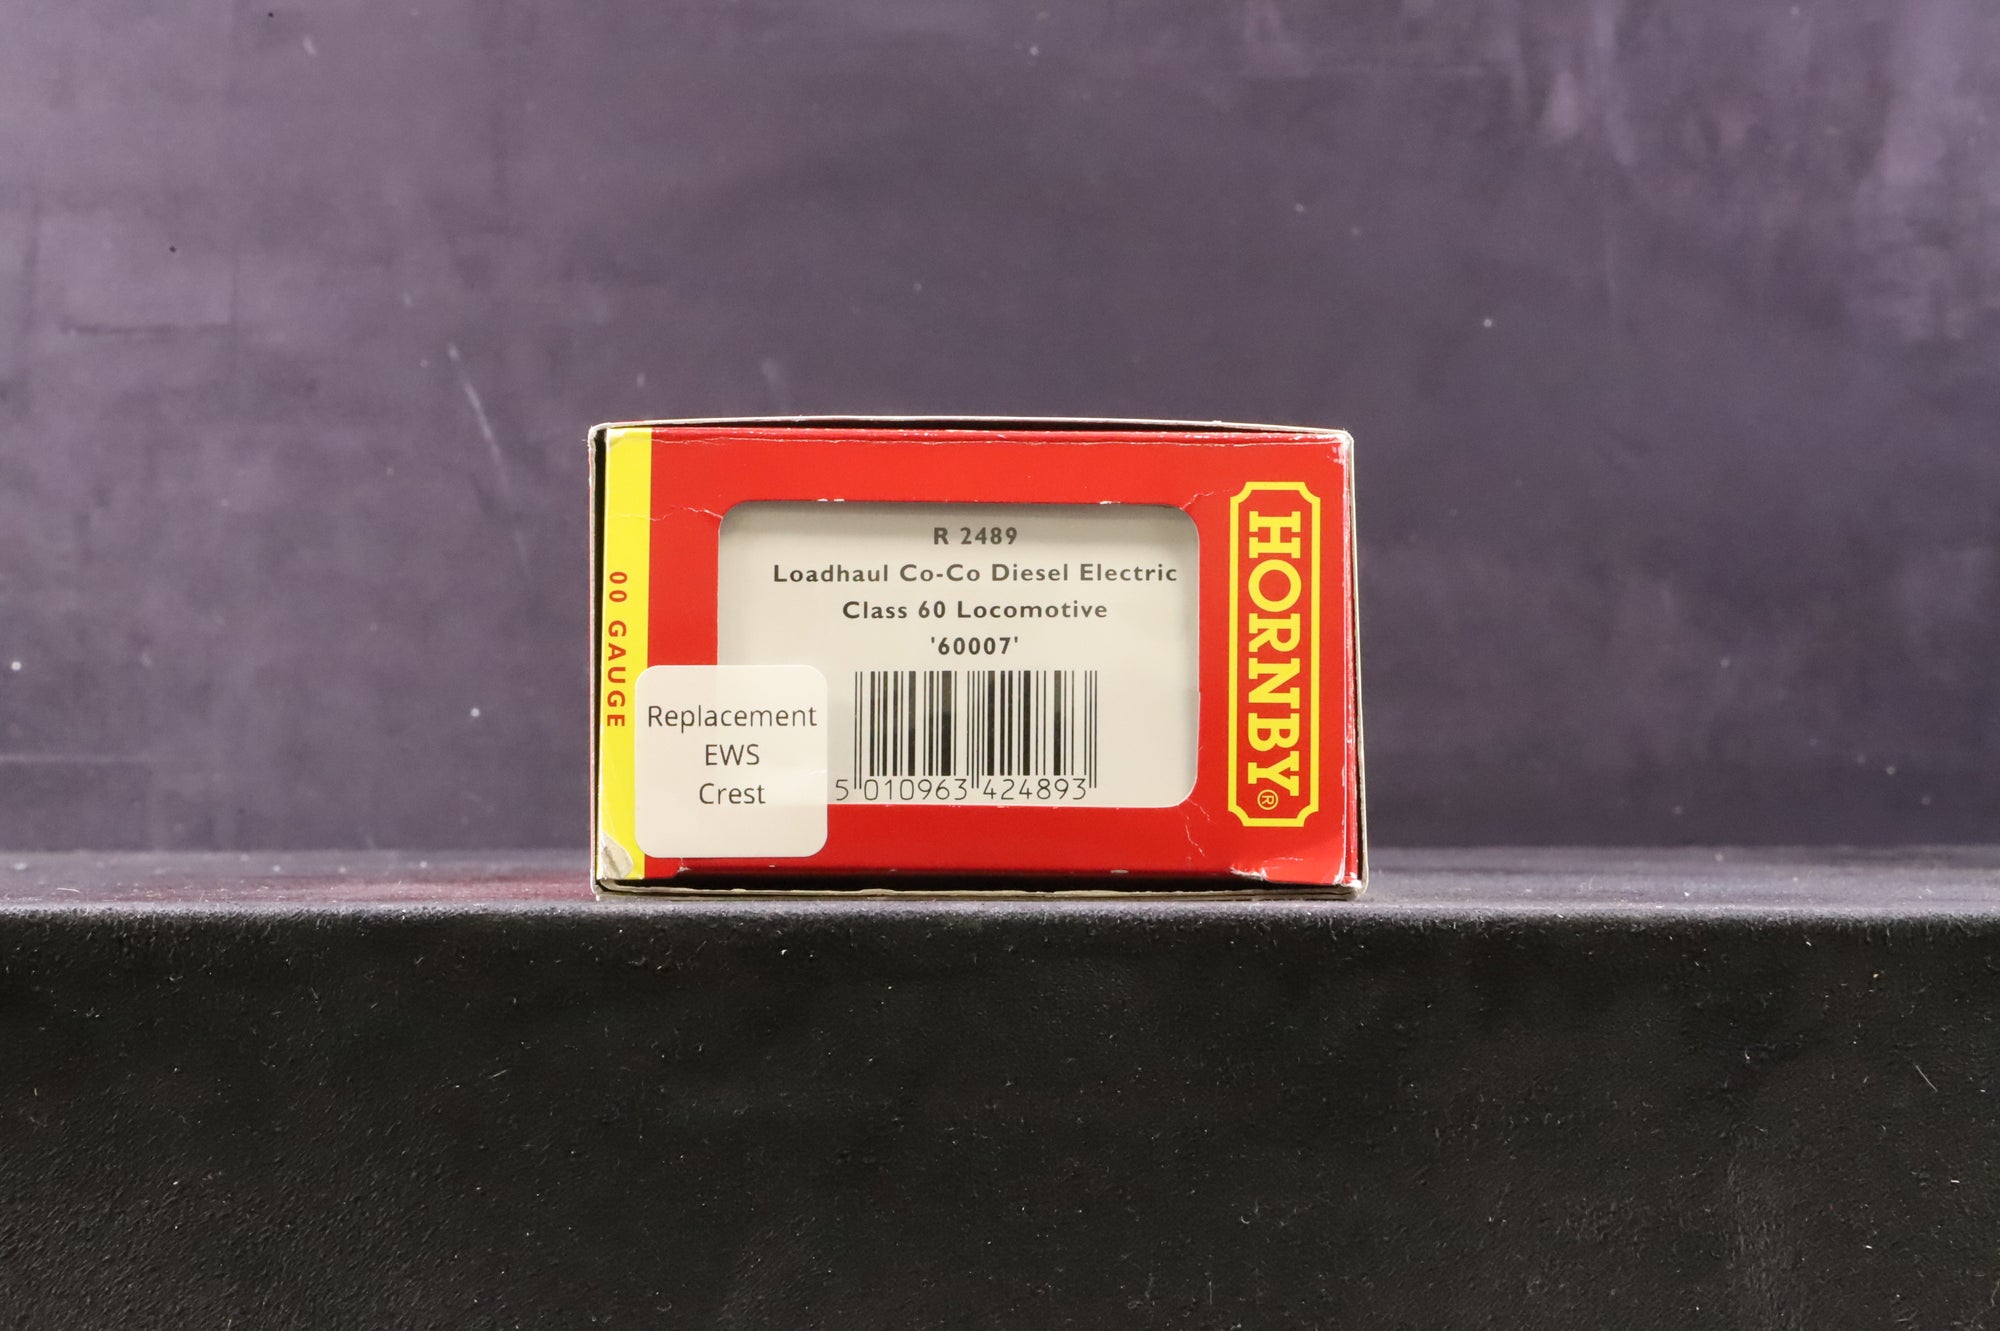 R 2489
Loadhaul Co-Co Diesel Electric
Class 60 Locomotive
'60007'
5 010963 424893
Replacement
EWS
Crest
00 GAUGE
HORNBY®